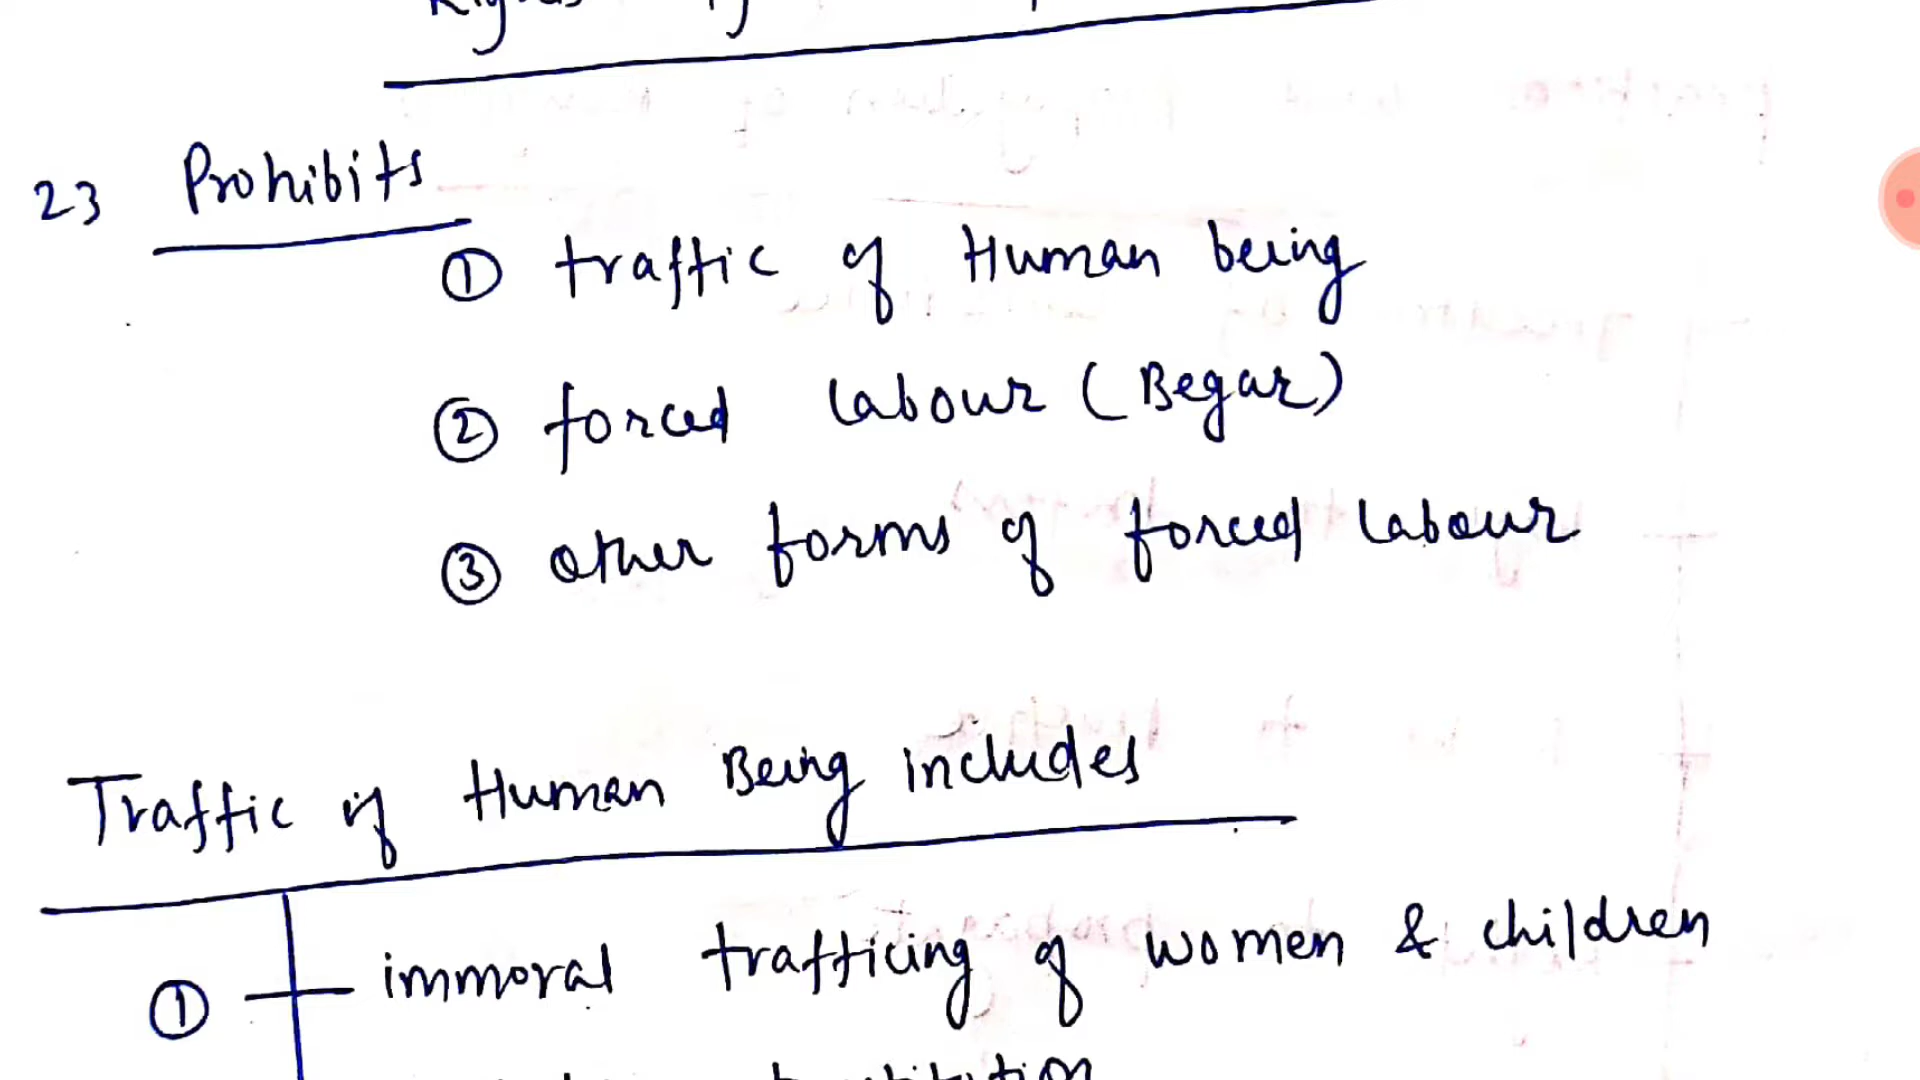 23 Prohibits
① traffic of Human being
② forced labour (Begar)
③ other forms of forced labour
Traffic of Human Being includes
① immoral trafficing of women & children